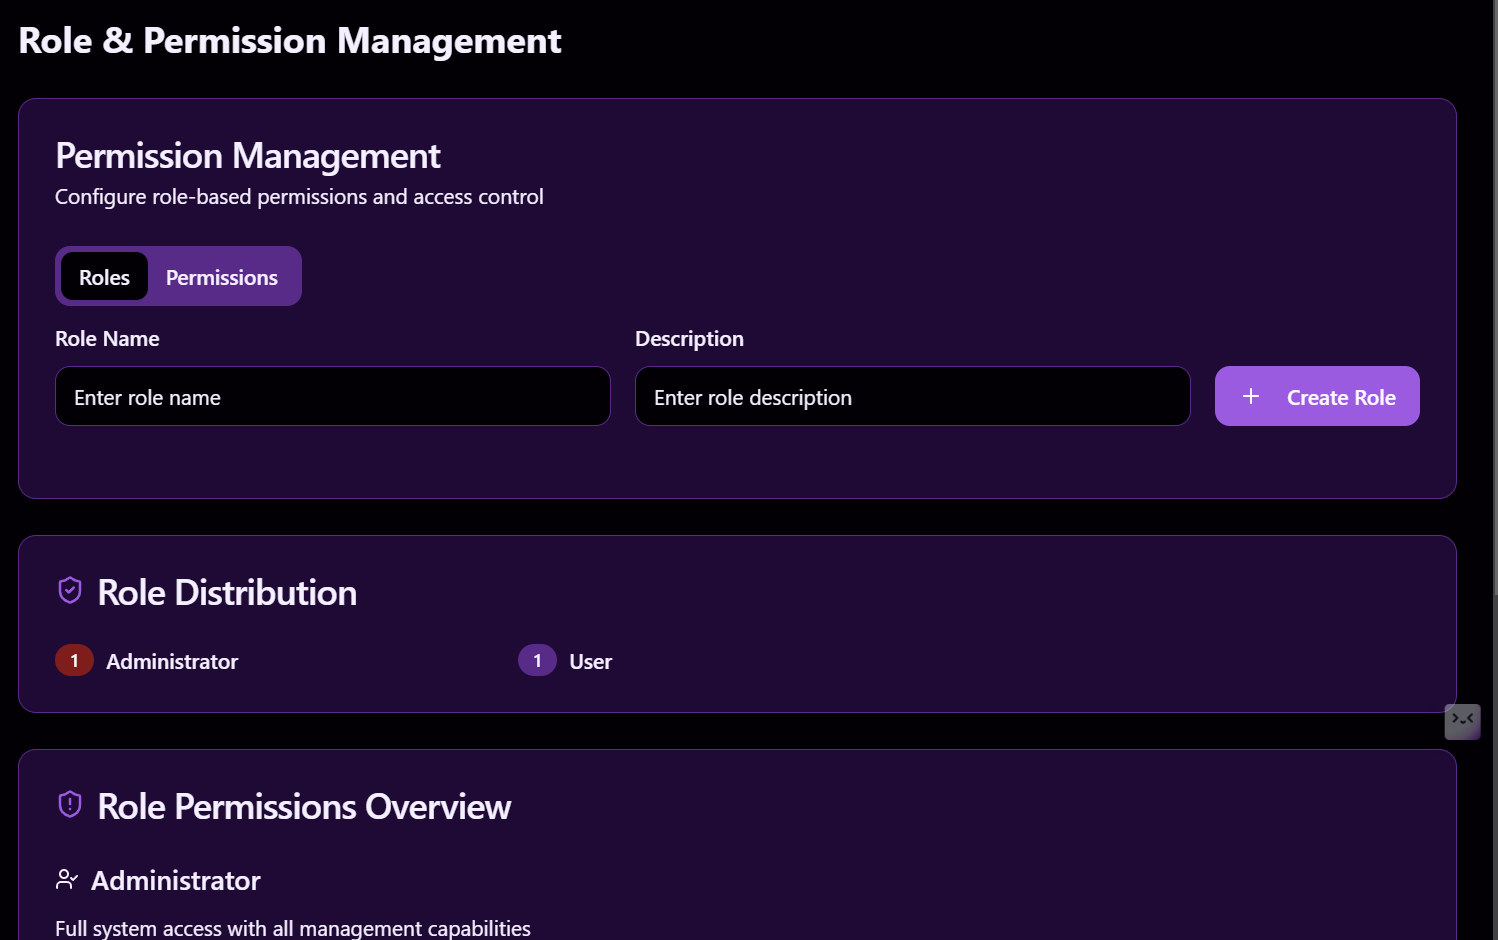 Role & Permission Management
Permission Management
Configure role-based permissions and access control
Roles Permissions
Role Name Description
Enter role name Enter role description + Create Role
Role Distribution
1 Administrator 1 User
Role Permissions Overview
Administrator
Full system access with all management capabilities